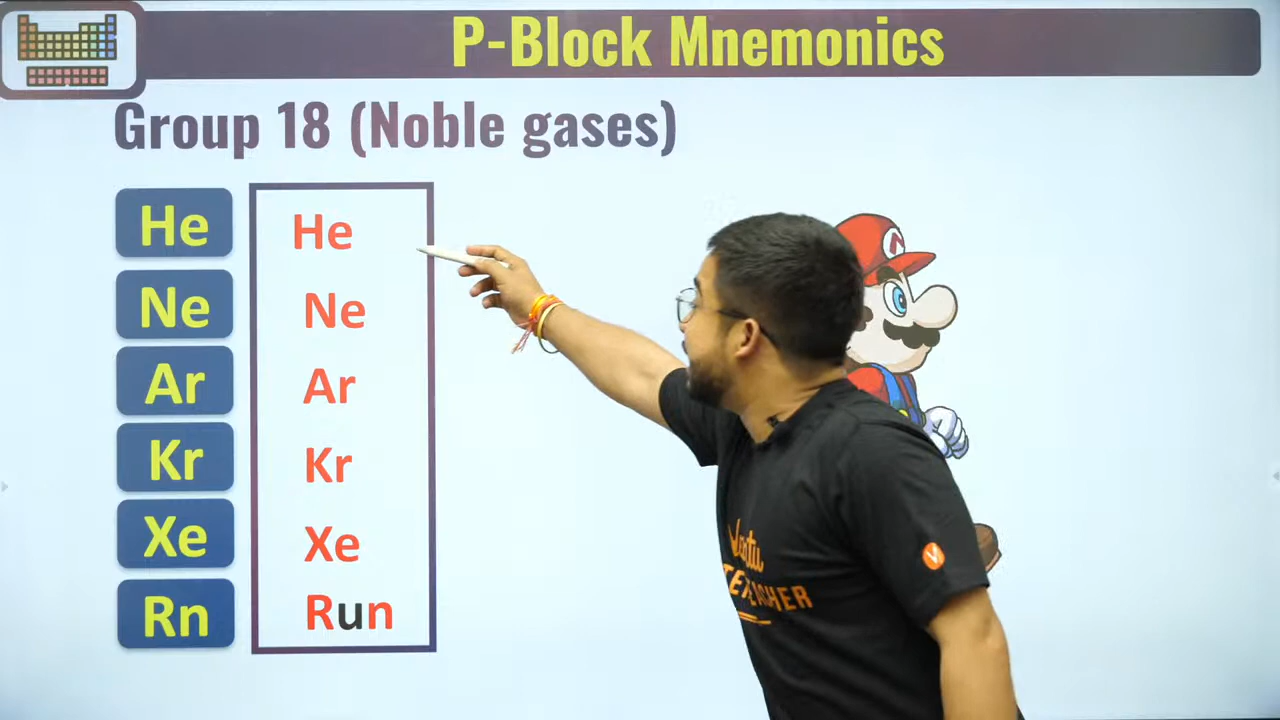 P-Block Mnemonics
Group 18 (Noble gases)
He He
Ne Ne
Ar Ar
Kr Kr
Xe Xe
Rn Run